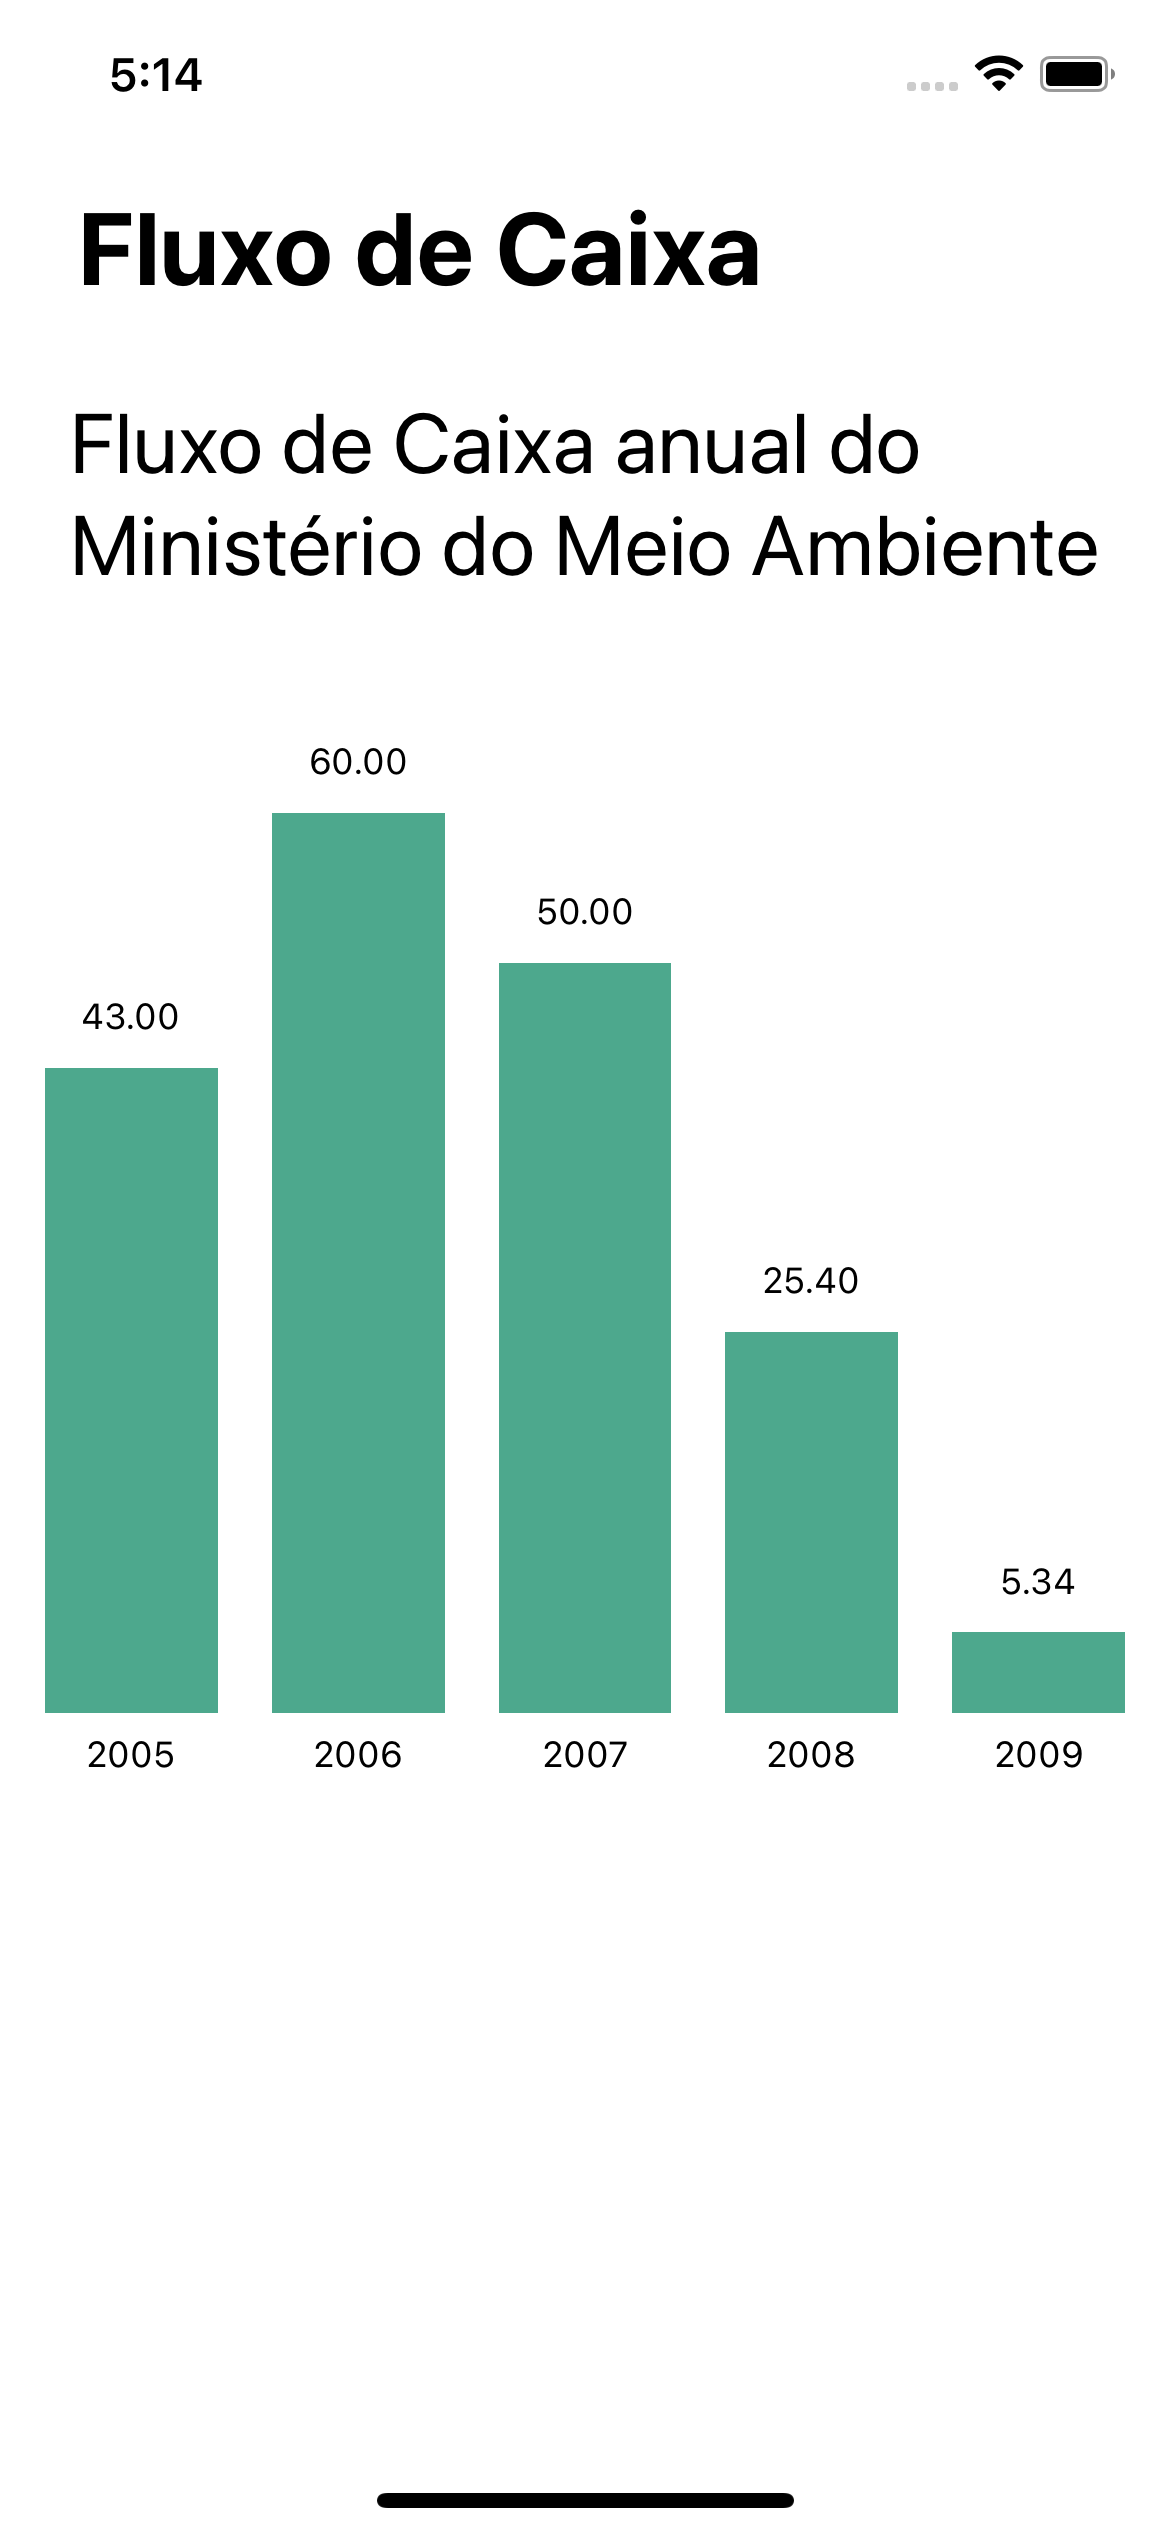 5:14
Fluxo de Caixa
Fluxo de Caixa anual do
Ministério do Meio Ambiente
60.00
50.00
43.00
25.40
5.34
2005 2006 2007 2008 2009